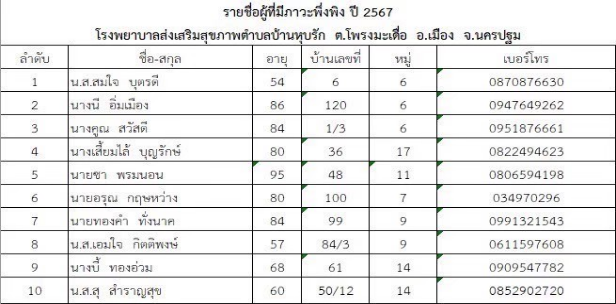 รายชื่อผู้ที่มีภาวะพึ่งพิง ปี 2567
โรงพยาบาลส่งเสริมสุขภาพตำบลบ้านหุบรัก ต.โพรงมะเดื่อ อ.เมือง จ.นครปฐม
ลำดับ ชื่อ-สกุล อายุ บ้านเลขที่ หมู่ เบอร์โทร
1 น.ส.สมใจ บุตรดี 54 6 6 0870876630
2 นางนี อิ่มเมือง 86 120 6 0947649262
3 นางคูณ สวัสดี 84 1/3 6 0951876661
4 นางเสี้ยมไล้ บุญรักษ์ 80 36 17 0822494623
5 นายชา พรมนอน 95 48 11 0806594198
6 นายอรุณ กฤษหว่าง 80 100 7 034970296
7 นายทองคำ ทั่งนาค 84 99 9 0991321543
8 น.ส.เอมใจ กิตติพงษ์ 57 84/3 9 0611597608
9 นางบี้ ทองอ่วม 68 61 14 0909547782
10 น.ส.สุ สำราญสุข 60 50/12 14 0852902720